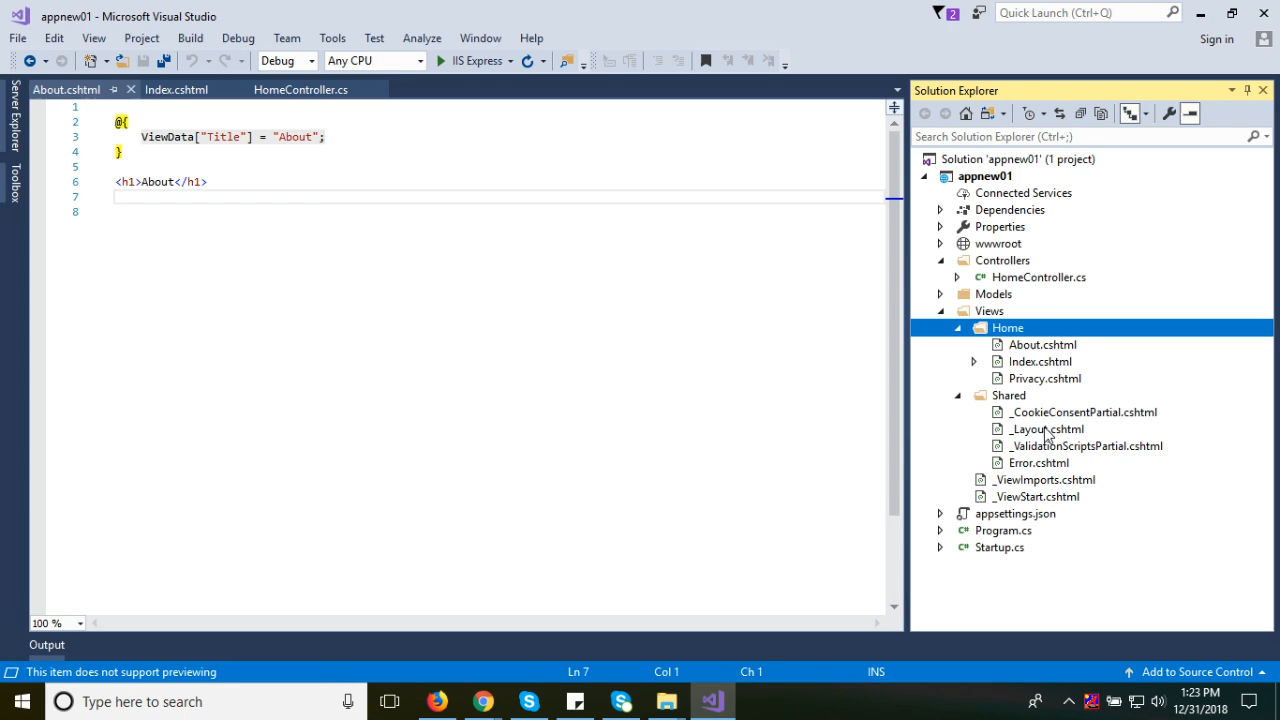 appnew01 - Microsoft Visual Studio
2
Quick Launch (Ctrl+Q)
File Edit View Project Build Debug Team Tools Test Analyze Window Help
Sign in
Debug Any CPU IIS Express
About.cshtml Index.cshtml HomeController.cs
Server Explorer
Toolbox
1
2 @{
3 ViewData["Title"] = "About";
4 }
5
6 <h1>About</h1>
7
8
100 %
Solution Explorer
Search Solution Explorer (Ctrl+;)
Solution 'appnew01' (1 project)
appnew01
Connected Services
Dependencies
Properties
wwwroot
Controllers
C# HomeController.cs
Models
Views
Home
About.cshtml
Index.cshtml
Privacy.cshtml
Shared
_CookieConsentPartial.cshtml
_Layout.cshtml
_ValidationScriptsPartial.cshtml
Error.cshtml
_ViewImports.cshtml
_ViewStart.cshtml
appsettings.json
C# Program.cs
C# Startup.cs
Output
This item does not support previewing Ln 7 Col 1 Ch 1 INS Add to Source Control
Type here to search
1:23 PM
12/31/2018